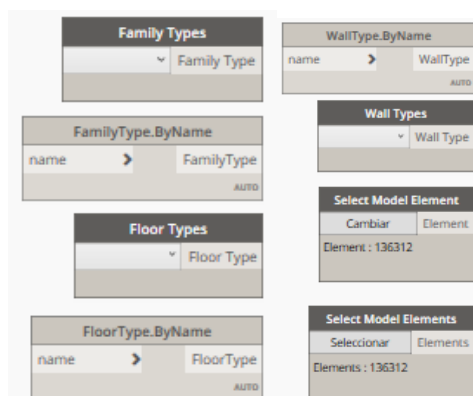 Family Types
Family Type
FamilyType.ByName
name > FamilyType
AUTO
Floor Types
Floor Type
FloorType.ByName
name > FloorType
AUTO
WallType.ByName
name > WallType
AUTO
Wall Types
Wall Type
Select Model Element
Cambiar Element
Element : 136312
Select Model Elements
Seleccionar Elements
Elements : 136312